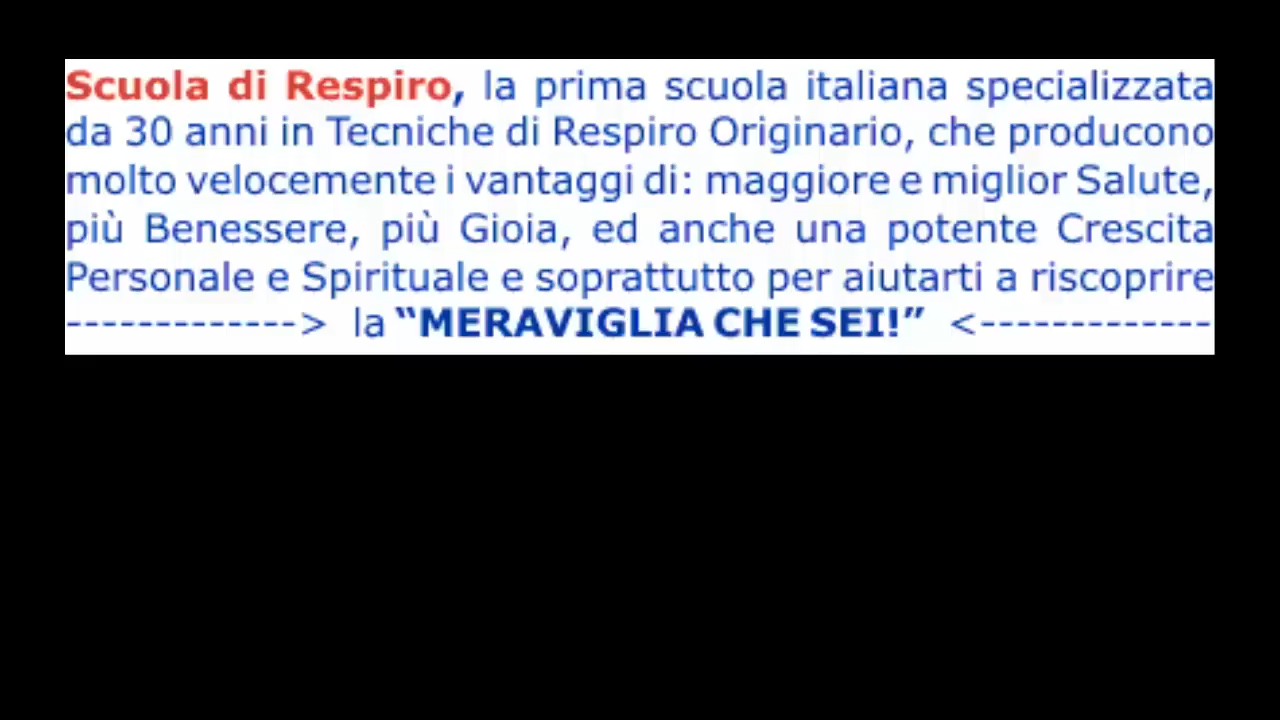 Scuola di Respiro, la prima scuola italiana specializzata
da 30 anni in Tecniche di Respiro Originario, che producono
molto velocemente i vantaggi di: maggiore e miglior Salute,
più Benessere, più Gioia, ed anche una potente Crescita
Personale e Spirituale e soprattutto per aiutarti a riscoprire
-------------> la “MERAVIGLIA CHE SEI!” <-------------